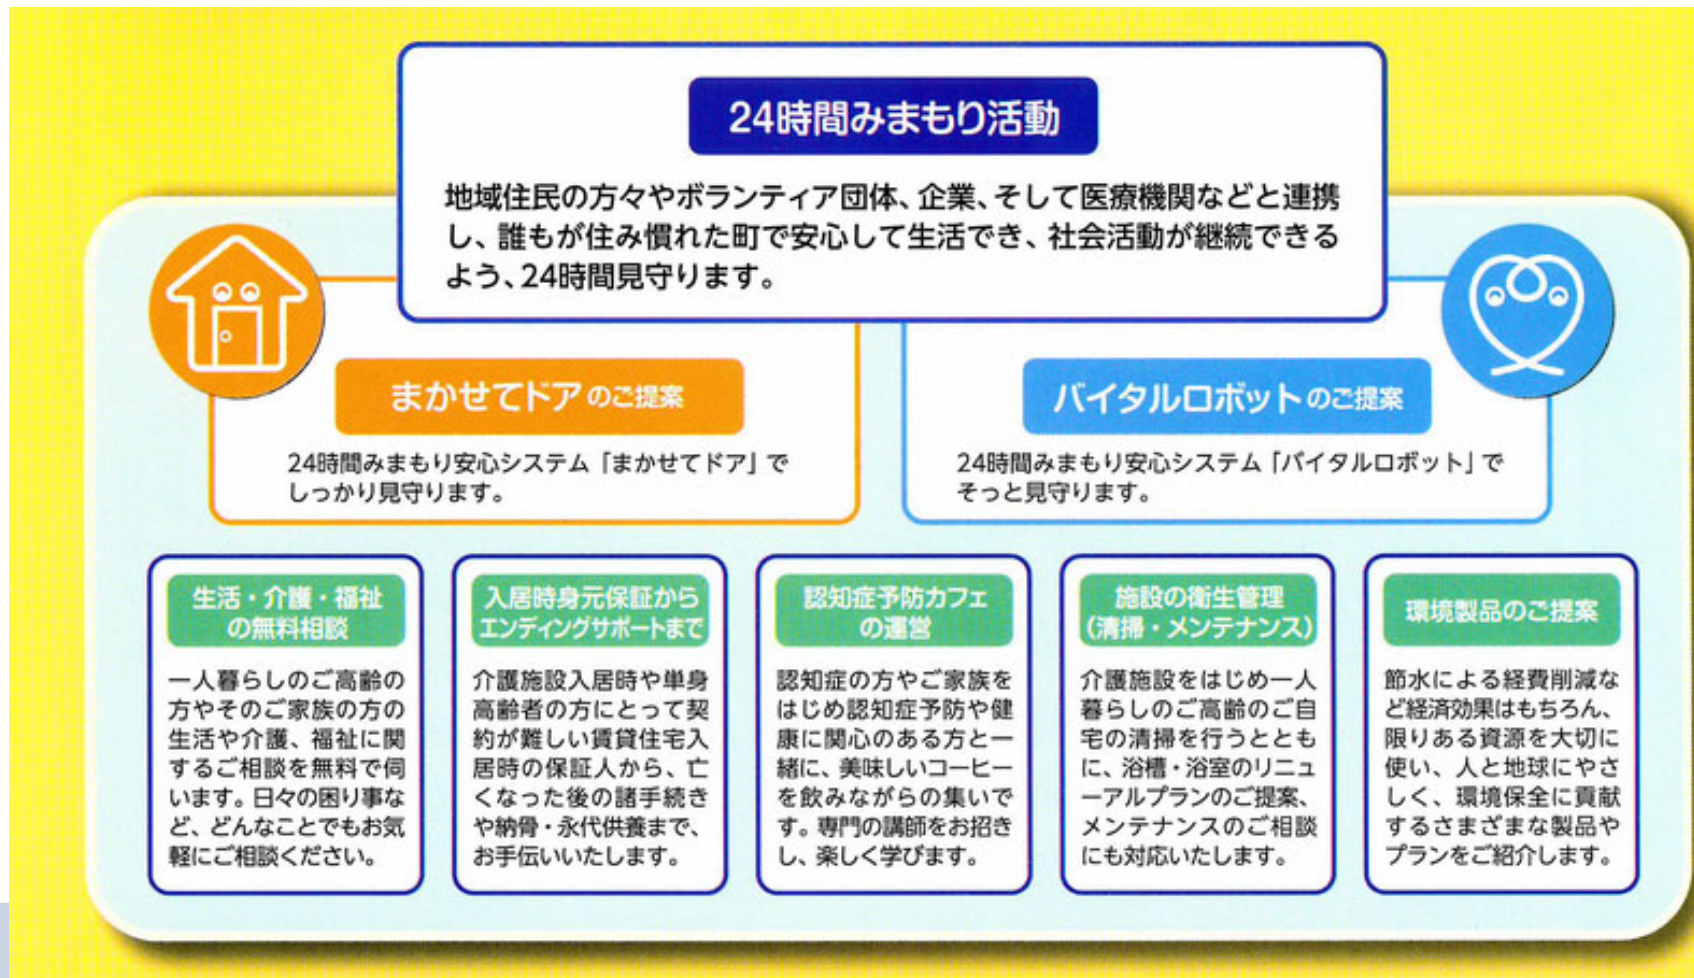 24時間みまもり活動
地域住民の方々やボランティア団体、企業、そして医療機関などと連携
し、誰もが住み慣れた町で安心して生活でき、社会活動が継続できる
よう、24時間見守ります。
まかせてドアのご提案
24時間みまもり安心システム「まかせてドア」で
しっかり見守ります。
バイタルロボットのご提案
24時間みまもり安心システム「バイタルロボット」で
そっと見守ります。
生活・介護・福祉
の無料相談
一人暮らしのご高齢の
方やそのご家族の方の
生活や介護、福祉に関
するご相談を無料で伺
います。日々の困り事な
ど、どんなことでもお気
軽にご相談ください。
入居時身元保証から
エンディングサポートまで
介護施設入居時や単身
高齢者の方にとって契
約が難しい賃貸住宅入
居時の保証人から、亡
くなった後の諸手続き
や納骨・永代供養まで、
お手伝いいたします。
認知症予防カフェ
の運営
認知症の方やご家族を
はじめ認知症予防や健
康に関心のある方と一
緒に、美味しいコーヒー
を飲みながらの集いで
す。専門の講師をお招き
し、楽しく学びます。
施設の衛生管理
(清掃・メンテナンス)
介護施設をはじめ一人
暮らしのご高齢のご自
宅の清掃を行うととも
に、浴槽・浴室のリニュ
ーアルプランのご提案、
メンテナンスのご相談
にも対応いたします。
環境製品のご提案
節水による経費削減な
ど経済効果はもちろん、
限りある資源を大切に
使い、人と地球にやさ
しく、環境保全に貢献
するさまざまな製品や
プランをご紹介します。